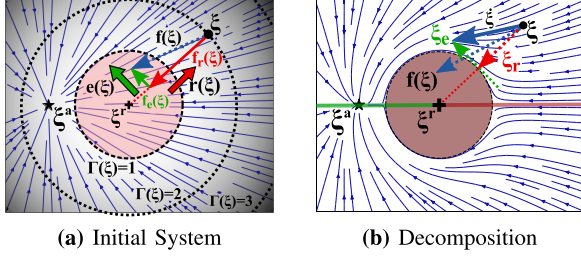 ξ
f(ξ)
f_r(ξ)
e(ξ)
r(ξ)
f_e(ξ)
ξ^a
ξ^r
Γ(ξ)=1
Γ(ξ)=2
Γ(ξ)=3
(a) Initial System
ξ̇
ξ
ξ_e
ξ_r
f(ξ)
ξ^a
ξ^r
(b) Decomposition